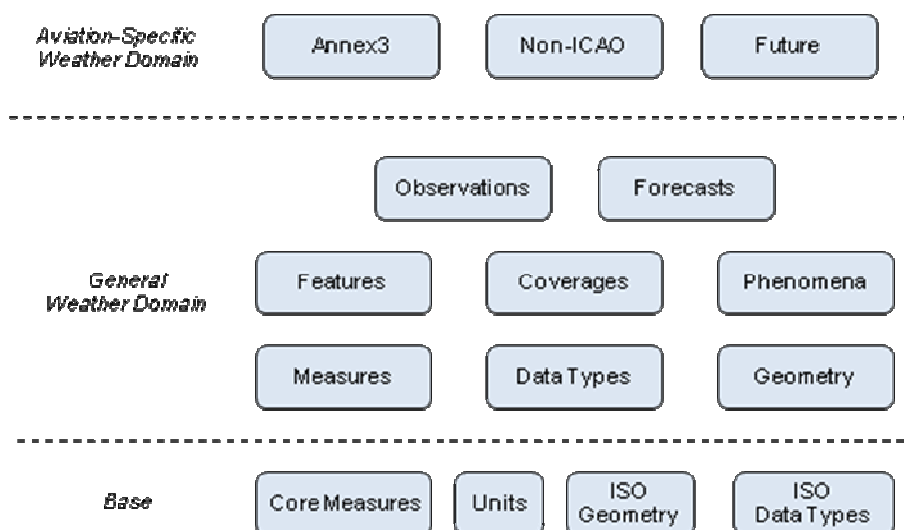 Aviation-Specific
Weather Domain
Annex3
Non-ICAO
Future
Observations
Forecasts
General
Weather Domain
Features
Coverages
Phenomena
Measures
Data Types
Geometry
Base
Core Measures
Units
ISO
Geometry
ISO
Data Types